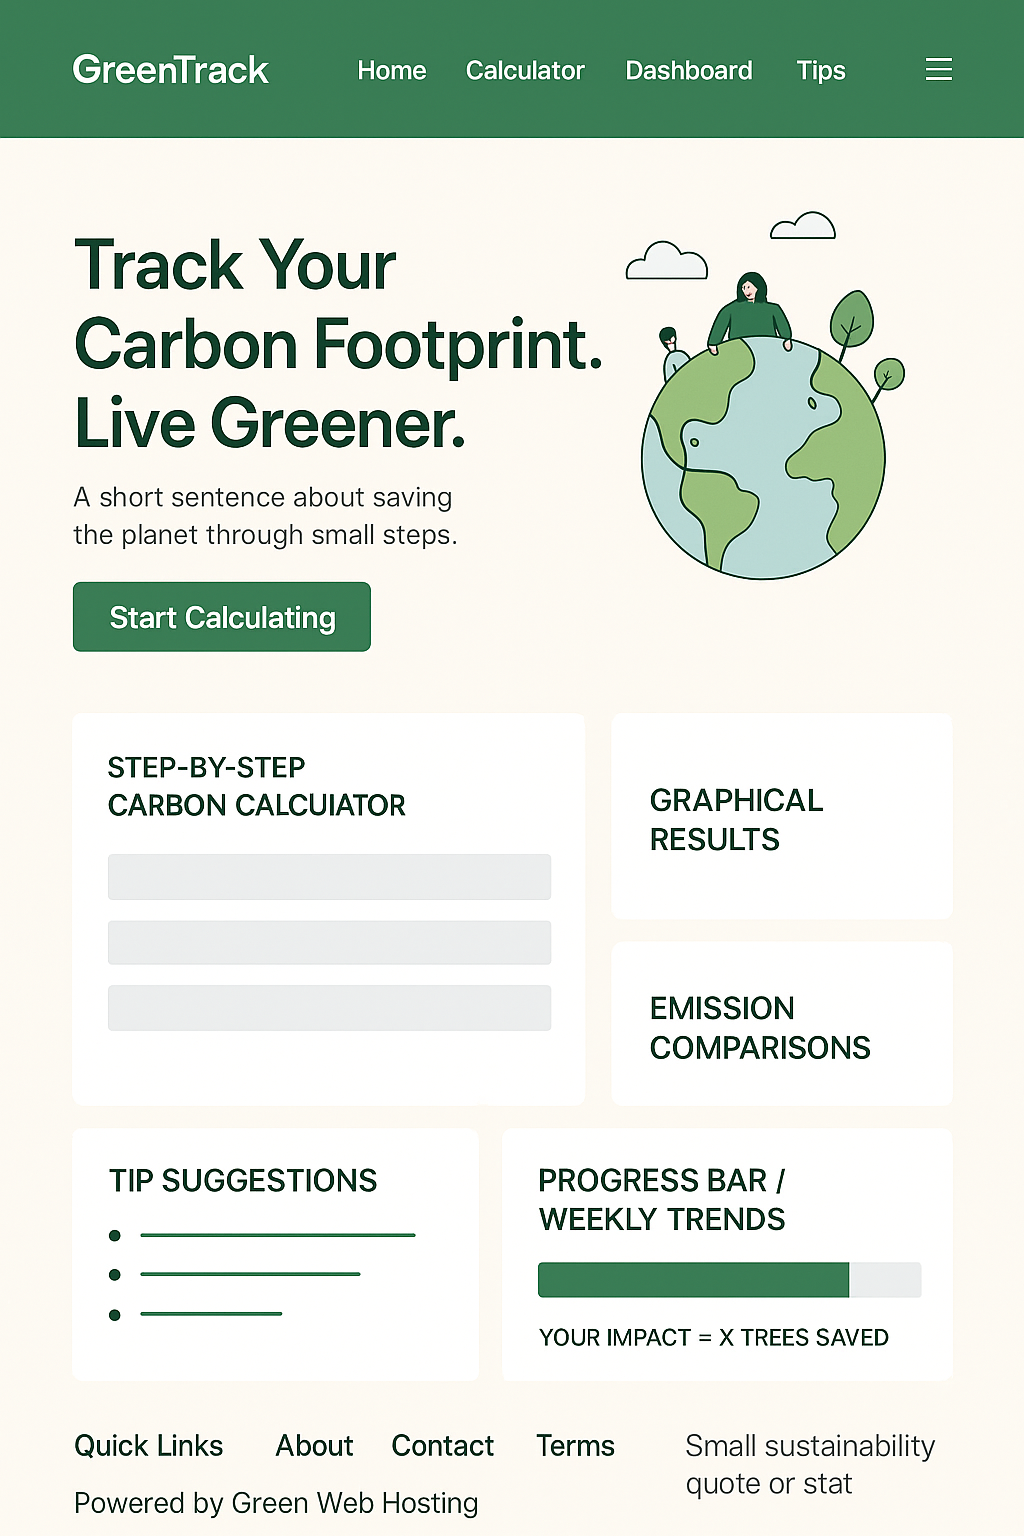 GreenTrack
Home Calculator Dashboard Tips
Track Your
Carbon Footprint.
Live Greener.
A short sentence about saving
the planet through small steps.
Start Calculating
STEP-BY-STEP
CARBON CALCUIATOR
GRAPHICAL
RESULTS
EMISSION
COMPARISONS
TIP SUGGESTIONS
PROGRESS BAR /
WEEKLY TRENDS
YOUR IMPACT = X TREES SAVED
Quick Links About Contact Terms
Small sustainability
quote or stat
Powered by Green Web Hosting